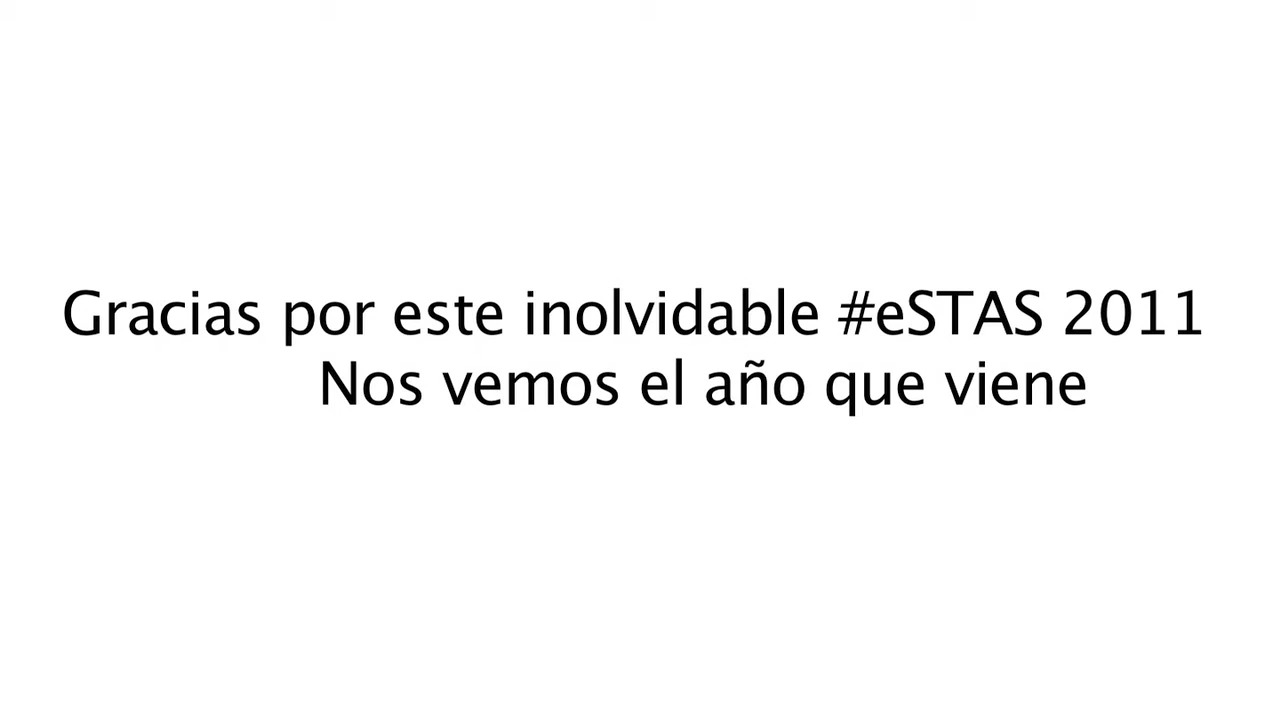 Gracias por este inolvidable #eSTAS 2011
Nos vemos el año que viene